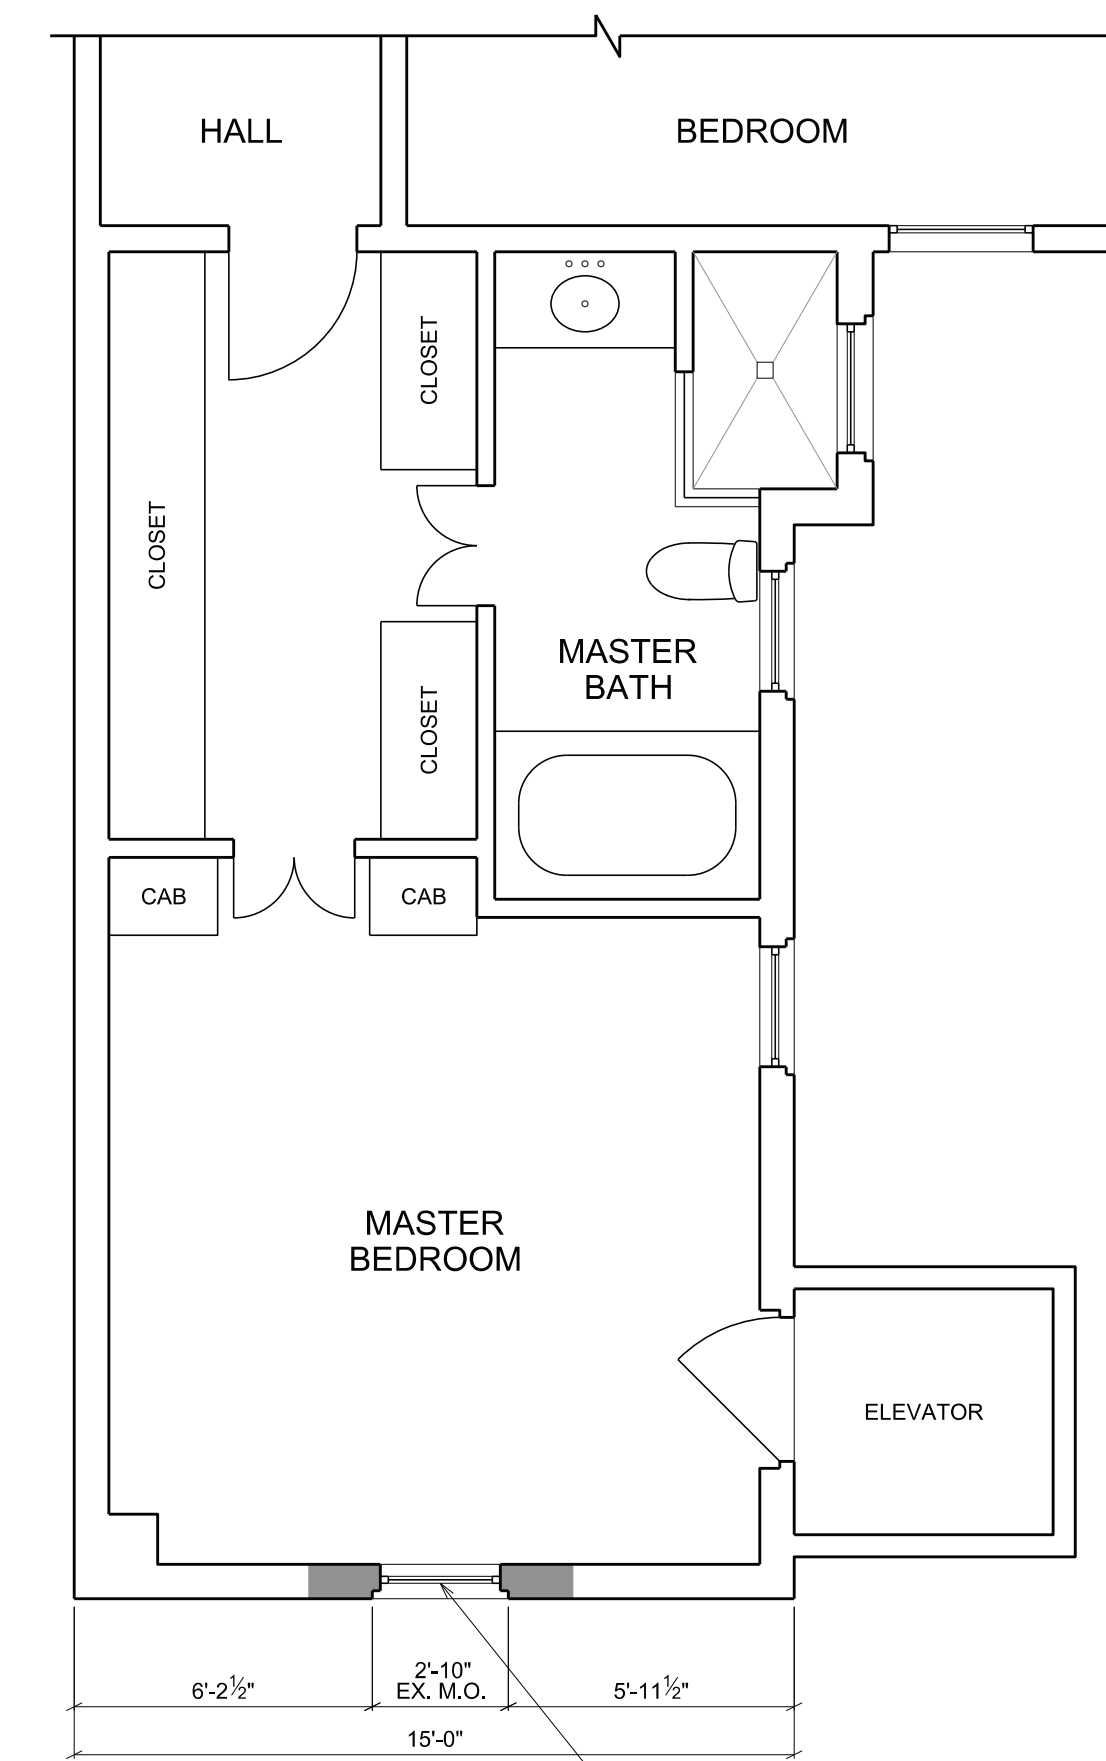 HALL
BEDROOM
CLOSET
CLOSET
CLOSET
MASTER
BATH
CAB
CAB
MASTER
BEDROOM
ELEVATOR
6'-2½"
2'-10"
EX. M.O.
5'-11½"
15'-0"